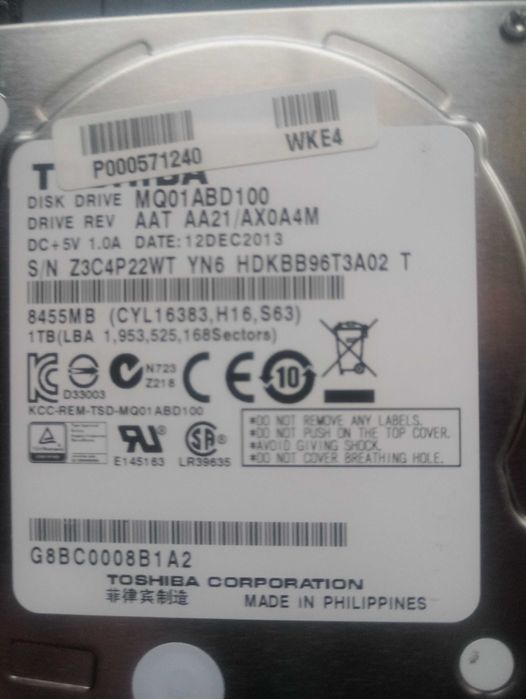 P000571240 WKE4
TOSHIBA
DISK DRIVE MQ01ABD100
DRIVE REV AAT AA21/AX0A4M
DC+5V 1.0A DATE:12DEC2013
S/N Z3C4P22WT YN6 HDKBB96T3A02 T
8455MB (CYL16383,H16,S63)
1TB(LBA 1,953,525,168Sectors)
D33003
N723
Z218
CE
10
KCC-REM-TSD-MQ01ABD100
E145163
LR39635
*DO NOT REMOVE ANY LABELS.
*DO NOT PUSH ON THE TOP COVER.
*AVOID GIVING SHOCK.
*DO NOT COVER BREATHING HOLE.
G8BC0008B1A2
TOSHIBA CORPORATION
菲律宾制造 MADE IN PHILIPPINES